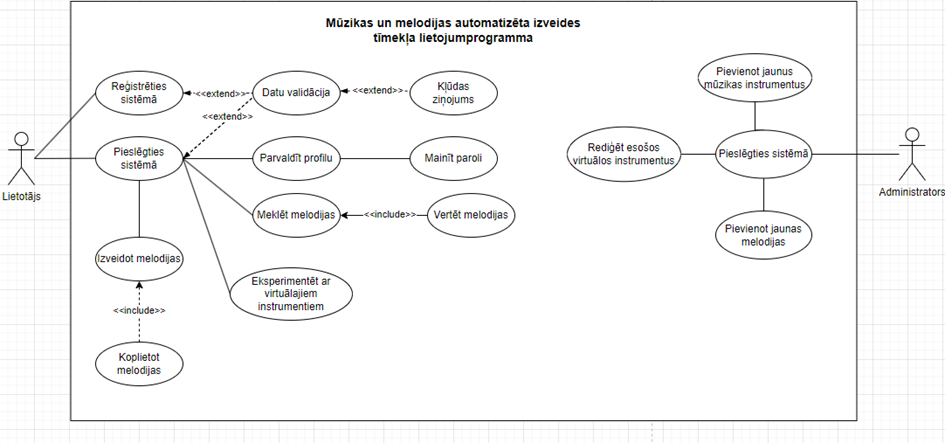 Mūzikas un melodijas automatizēta izveides
tīmekļa lietojumprogramma
Reģistrēties
sistēmā
<<extend>>
Datu validācija
<<extend>>
Kļūdas
ziņojums
<<extend>>
Pieslēgties
sistēmā
Parvaldīt profilu
Mainīt paroli
Meklēt melodijas
<<include>>
Vertēt melodijas
Izveidot melodijas
Eksperimentēt ar
virtuālajiem
instrumentiem
<<include>>
Koplietot
melodijas
Lietotājs
Pievienot jaunus
mūzikas instrumentus
Rediģēt esošos
virtuālos instrumentus
Pieslēgties sistēmā
Pievienot jaunas
melodijas
Administrators